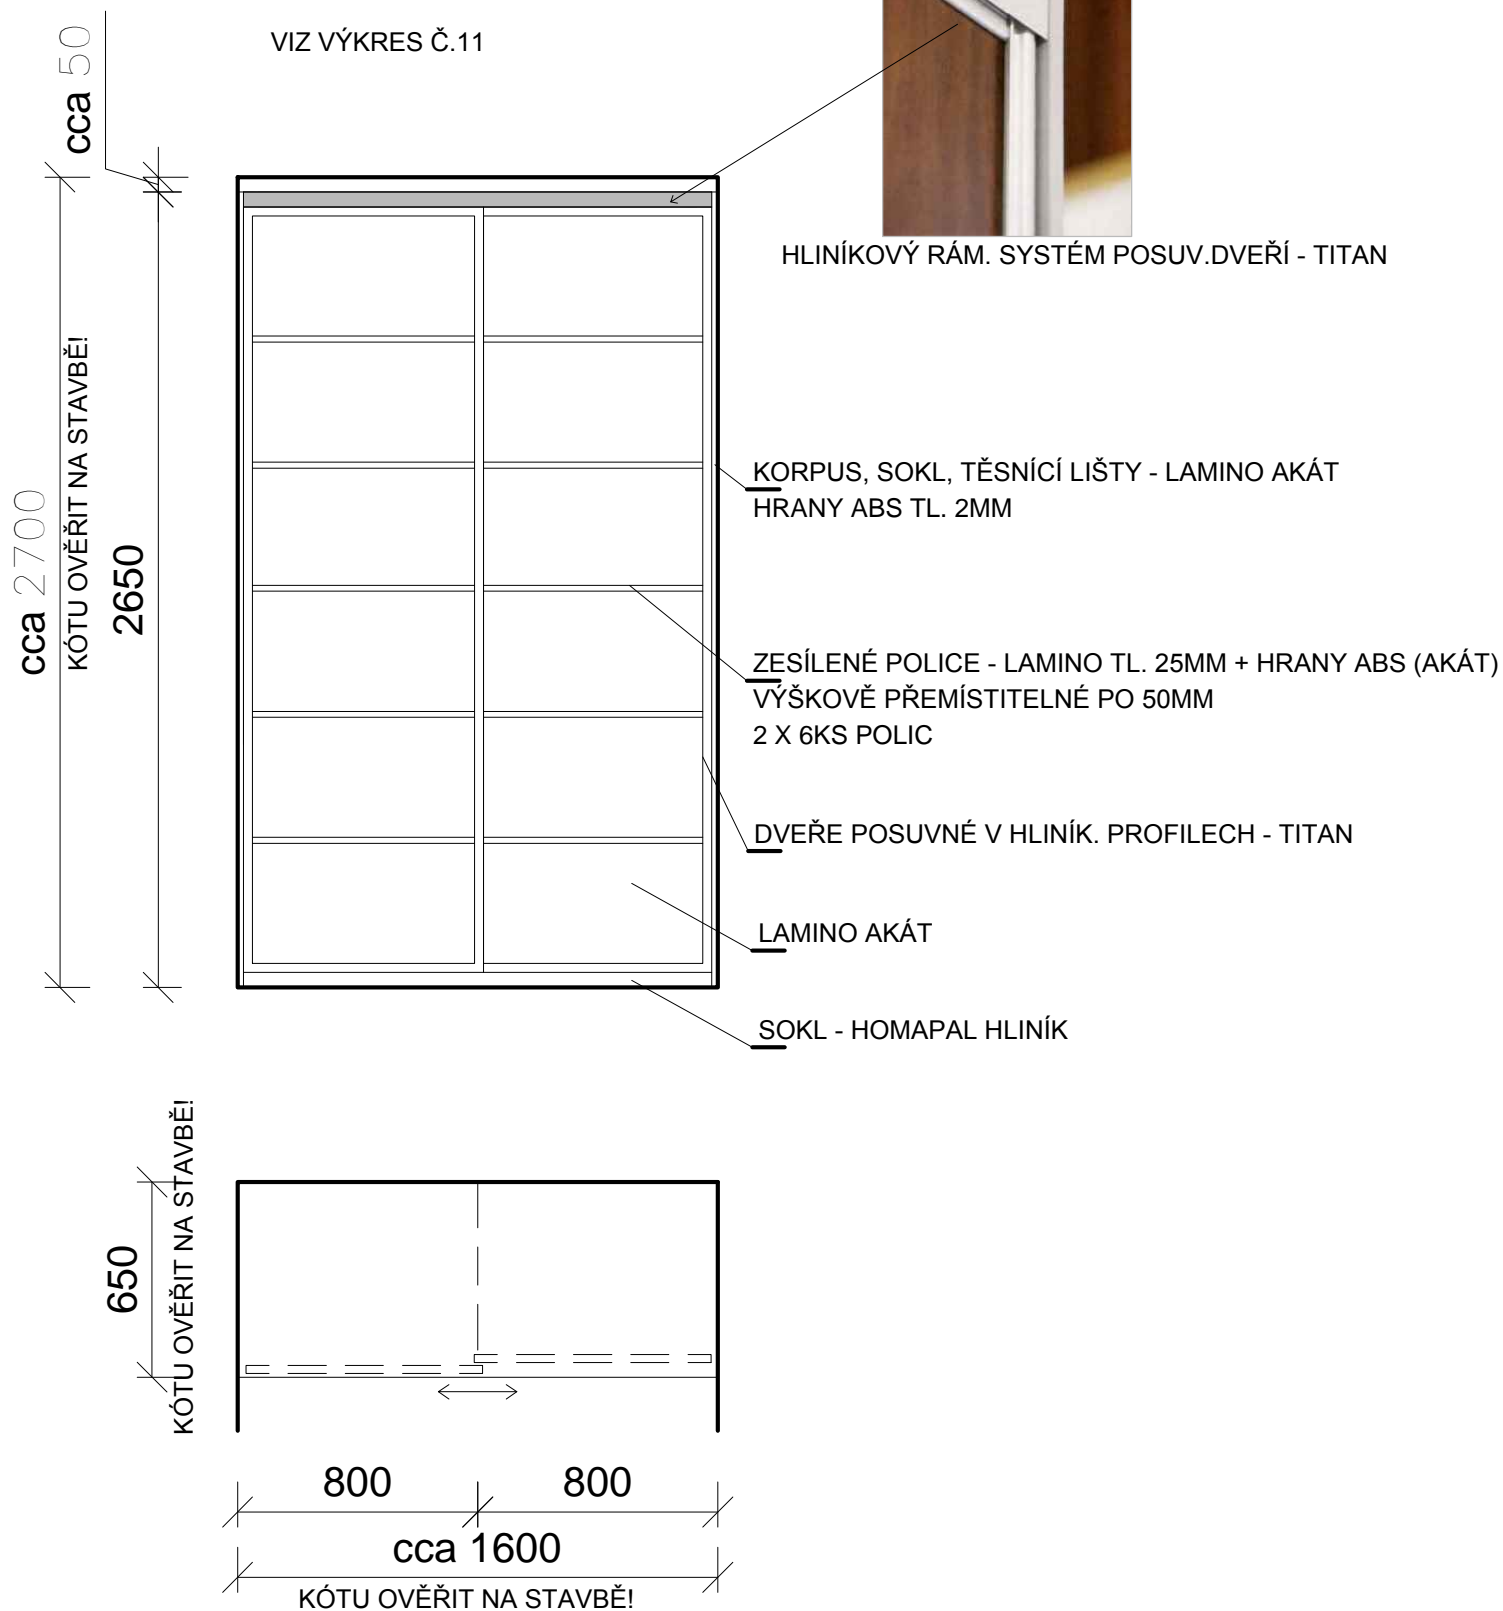 VIZ VÝKRES Č.11
cca 50
HLINÍKOVÝ RÁM. SYSTÉM POSUV.DVEŘÍ - TITAN
cca 2700
KÓTU OVĚŘIT NA STAVBĚ!
2650
KORPUS, SOKL, TĚSNÍCÍ LIŠTY - LAMINO AKÁT
HRANY ABS TL. 2MM
ZESÍLENÉ POLICE - LAMINO TL. 25MM + HRANY ABS (AKÁT)
VÝŠKOVĚ PŘEMÍSTITELNÉ PO 50MM
2 X 6KS POLIC
DVEŘE POSUVNÉ V HLINÍK. PROFILECH - TITAN
LAMINO AKÁT
SOKL - HOMAPAL HLINÍK
650
KÓTU OVĚŘIT NA STAVBĚ!
800 800
cca 1600
KÓTU OVĚŘIT NA STAVBĚ!